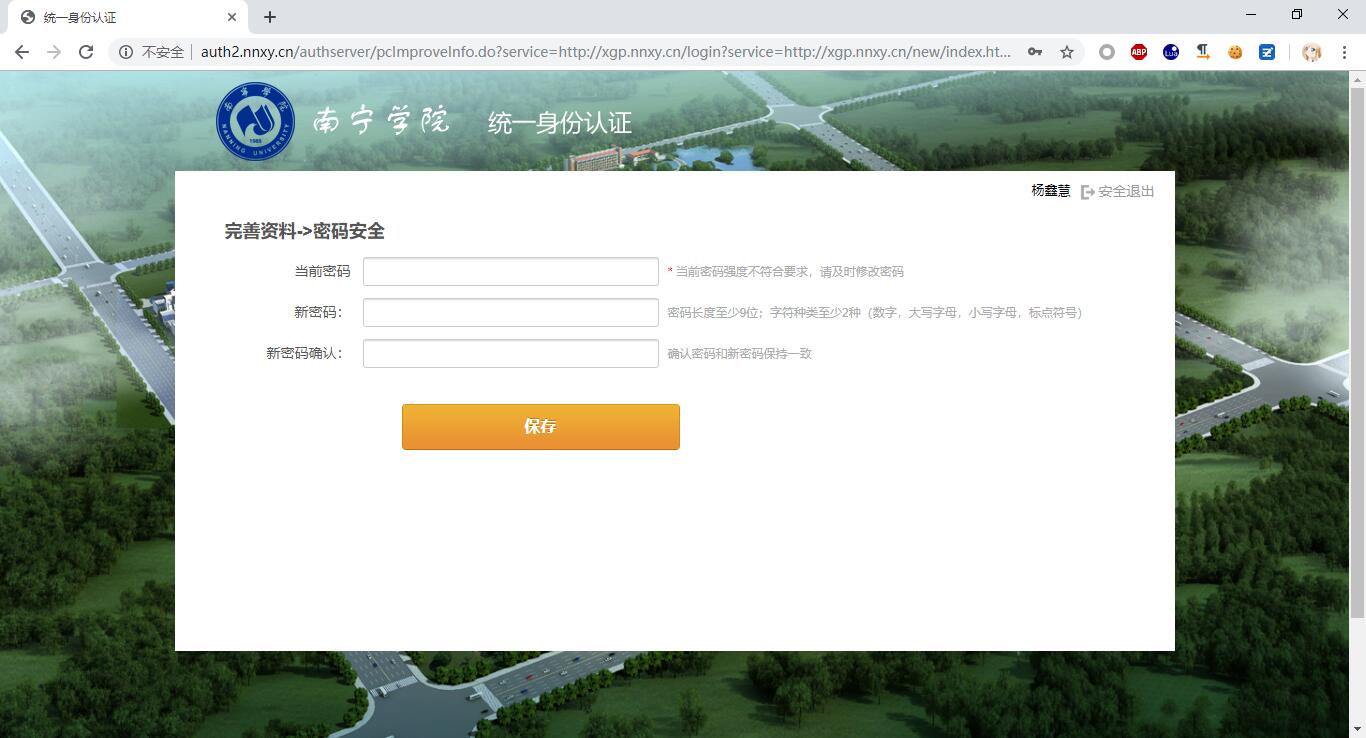 统一身份认证
不安全
auth2.nnxy.cn/authserver/pcImproveInfo.do?service=http://xgp.nnxy.cn/login?service=http://xgp.nnxy.cn/new/index.ht...
ABP
Lua
南宁学院
NANNING UNIVERSITY
1985
南宁学院 统一身份认证
杨鑫慧 安全退出
完善资料->密码安全
当前密码 * 当前密码强度不符合要求，请及时修改密码
新密码： 密码长度至少9位；字符种类至少2种（数字，大写字母，小写字母，标点符号）
新密码确认： 确认密码和新密码保持一致
保存